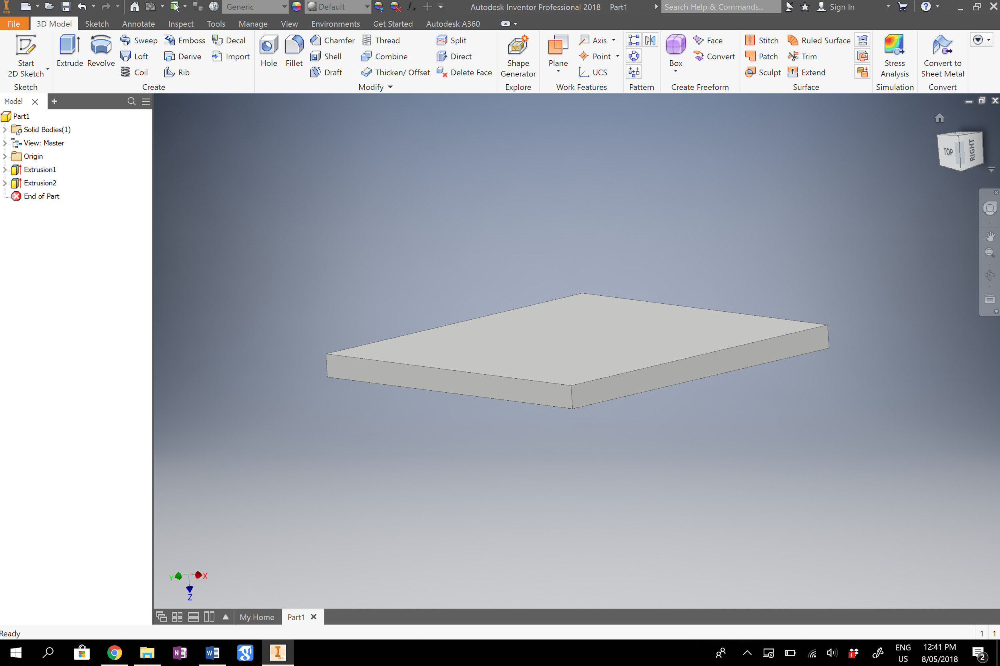 PRO Generic Default Autodesk Inventor Professional 2018 Part1 Search Help & Commands... Sign In
File 3D Model Sketch Annotate Inspect Tools Manage View Environments Get Started Autodesk A360
Start 2D Sketch
Sketch
Extrude Revolve
Sweep Emboss Decal
Loft Derive Import
Coil Rib
Create
Hole Fillet
Chamfer Thread Split
Shell Combine Direct
Draft Thicken/ Offset Delete Face
Modify
Shape Generator
Explore
Plane
Axis
Point
UCS
Work Features
Pattern
Box
Face
Convert
Create Freeform
Stitch Ruled Surface
Patch Trim
Sculpt Extend
Surface
Stress Analysis
Simulation
Convert to Sheet Metal
Convert
Model
Part1
Solid Bodies(1)
View: Master
Origin
Extrusion1
Extrusion2
End of Part
TOP RIGHT
Y X
Z
My Home Part1
Ready 1 1
ENG
US
12:41 PM
8/05/2018
2